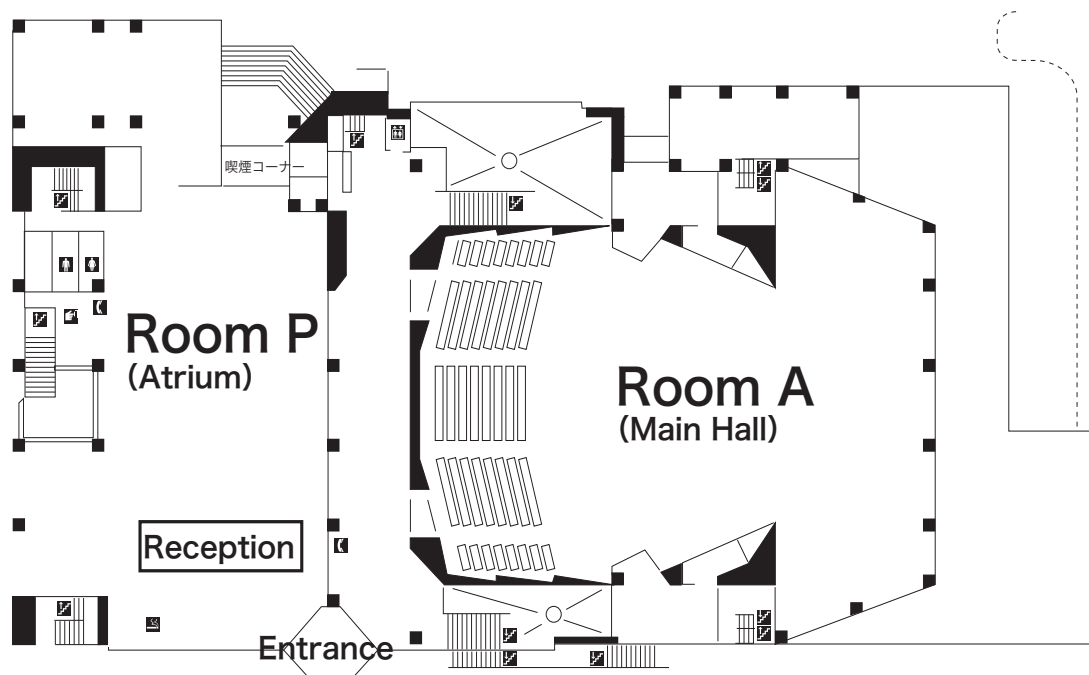 喫煙コーナー
Room P
(Atrium)
Room A
(Main Hall)
Reception
Entrance